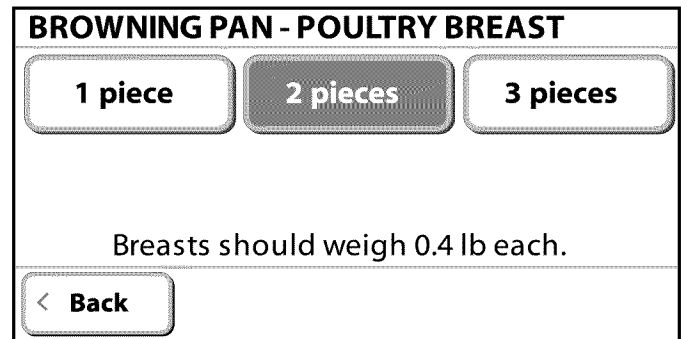 BROWNING PAN - POULTRY BREAST
1 piece 2 pieces 3 pieces
Breasts should weigh 0.4 lb each.
< Back